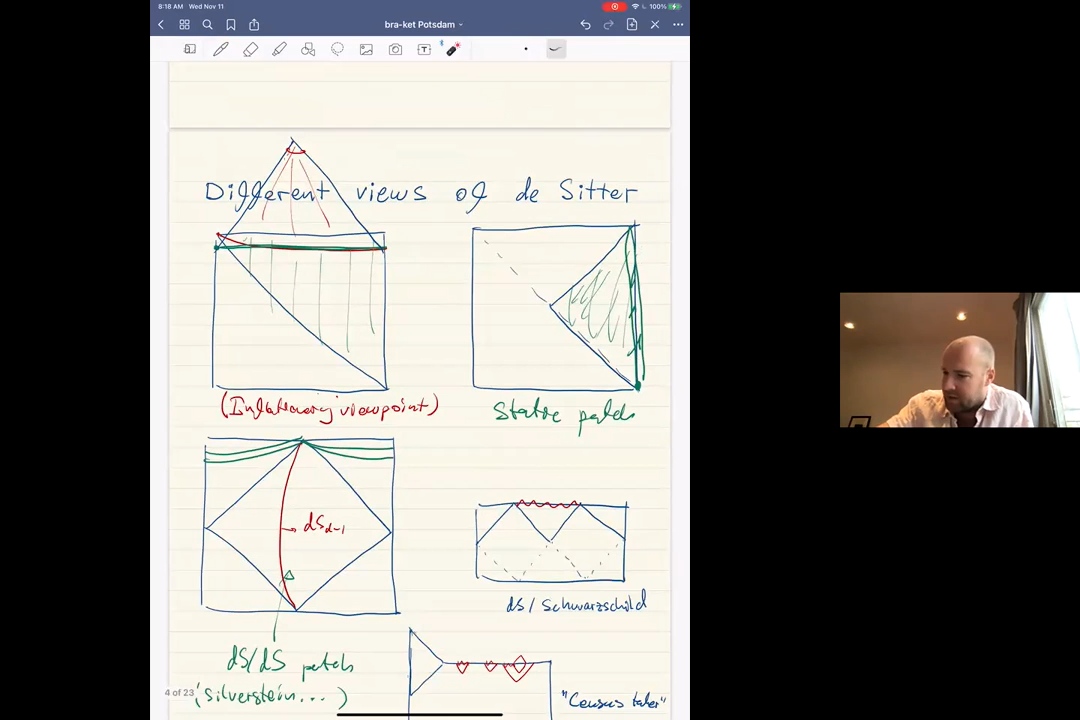 8:18 AM Wed Nov 11
100%
bra-ket Potsdam
Different views of de Sitter
(Inflationary viewpoint)
Static patch
dS_{d-1}
dS/Schwarzschild
dS/dS patch
(Silverstein...)
"Census taker"
4 of 23